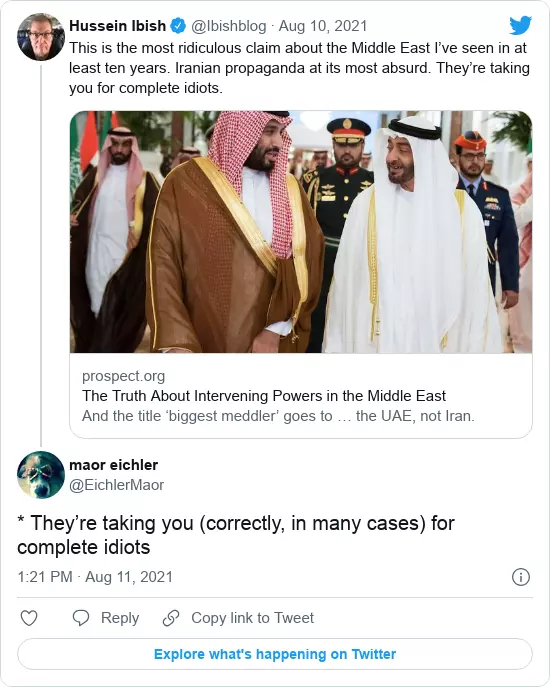 Hussein Ibish @Ibishblog · Aug 10, 2021
This is the most ridiculous claim about the Middle East I’ve seen in at
least ten years. Iranian propaganda at its most absurd. They’re taking
you for complete idiots.
prospect.org
The Truth About Intervening Powers in the Middle East
And the title ‘biggest meddler’ goes to … the UAE, not Iran.
maor eichler
@EichlerMaor
* They’re taking you (correctly, in many cases) for
complete idiots
1:21 PM · Aug 11, 2021
Reply Copy link to Tweet
Explore what's happening on Twitter